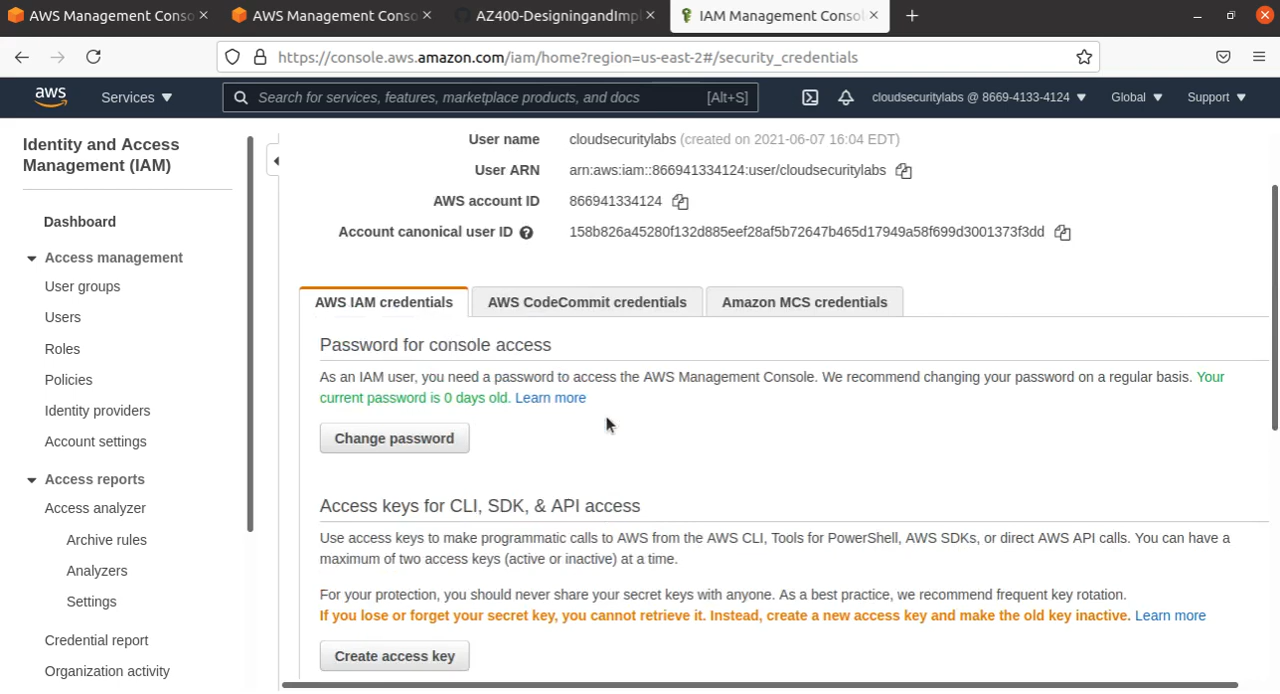 AWS Management Conso
AWS Management Conso
AZ400-DesigningandImpl
IAM Management Consol
https://console.aws.amazon.com/iam/home?region=us-east-2#/security_credentials
aws
Services
Search for services, features, marketplace products, and docs
[Alt+S]
cloudsecuritylabs @ 8669-4133-4124
Global
Support
Identity and Access
Management (IAM)
Dashboard
Access management
User groups
Users
Roles
Policies
Identity providers
Account settings
Access reports
Access analyzer
Archive rules
Analyzers
Settings
Credential report
Organization activity
User name cloudsecuritylabs (created on 2021-06-07 16:04 EDT)
User ARN arn:aws:iam::866941334124:user/cloudsecuritylabs
AWS account ID 866941334124
Account canonical user ID 158b826a45280f132d885eef28af5b72647b465d17949a58f699d3001373f3dd
AWS IAM credentials
AWS CodeCommit credentials
Amazon MCS credentials
Password for console access
As an IAM user, you need a password to access the AWS Management Console. We recommend changing your password on a regular basis. Your
current password is 0 days old. Learn more
Change password
Access keys for CLI, SDK, & API access
Use access keys to make programmatic calls to AWS from the AWS CLI, Tools for PowerShell, AWS SDKs, or direct AWS API calls. You can have a
maximum of two access keys (active or inactive) at a time.
For your protection, you should never share your secret keys with anyone. As a best practice, we recommend frequent key rotation.
If you lose or forget your secret key, you cannot retrieve it. Instead, create a new access key and make the old key inactive. Learn more
Create access key